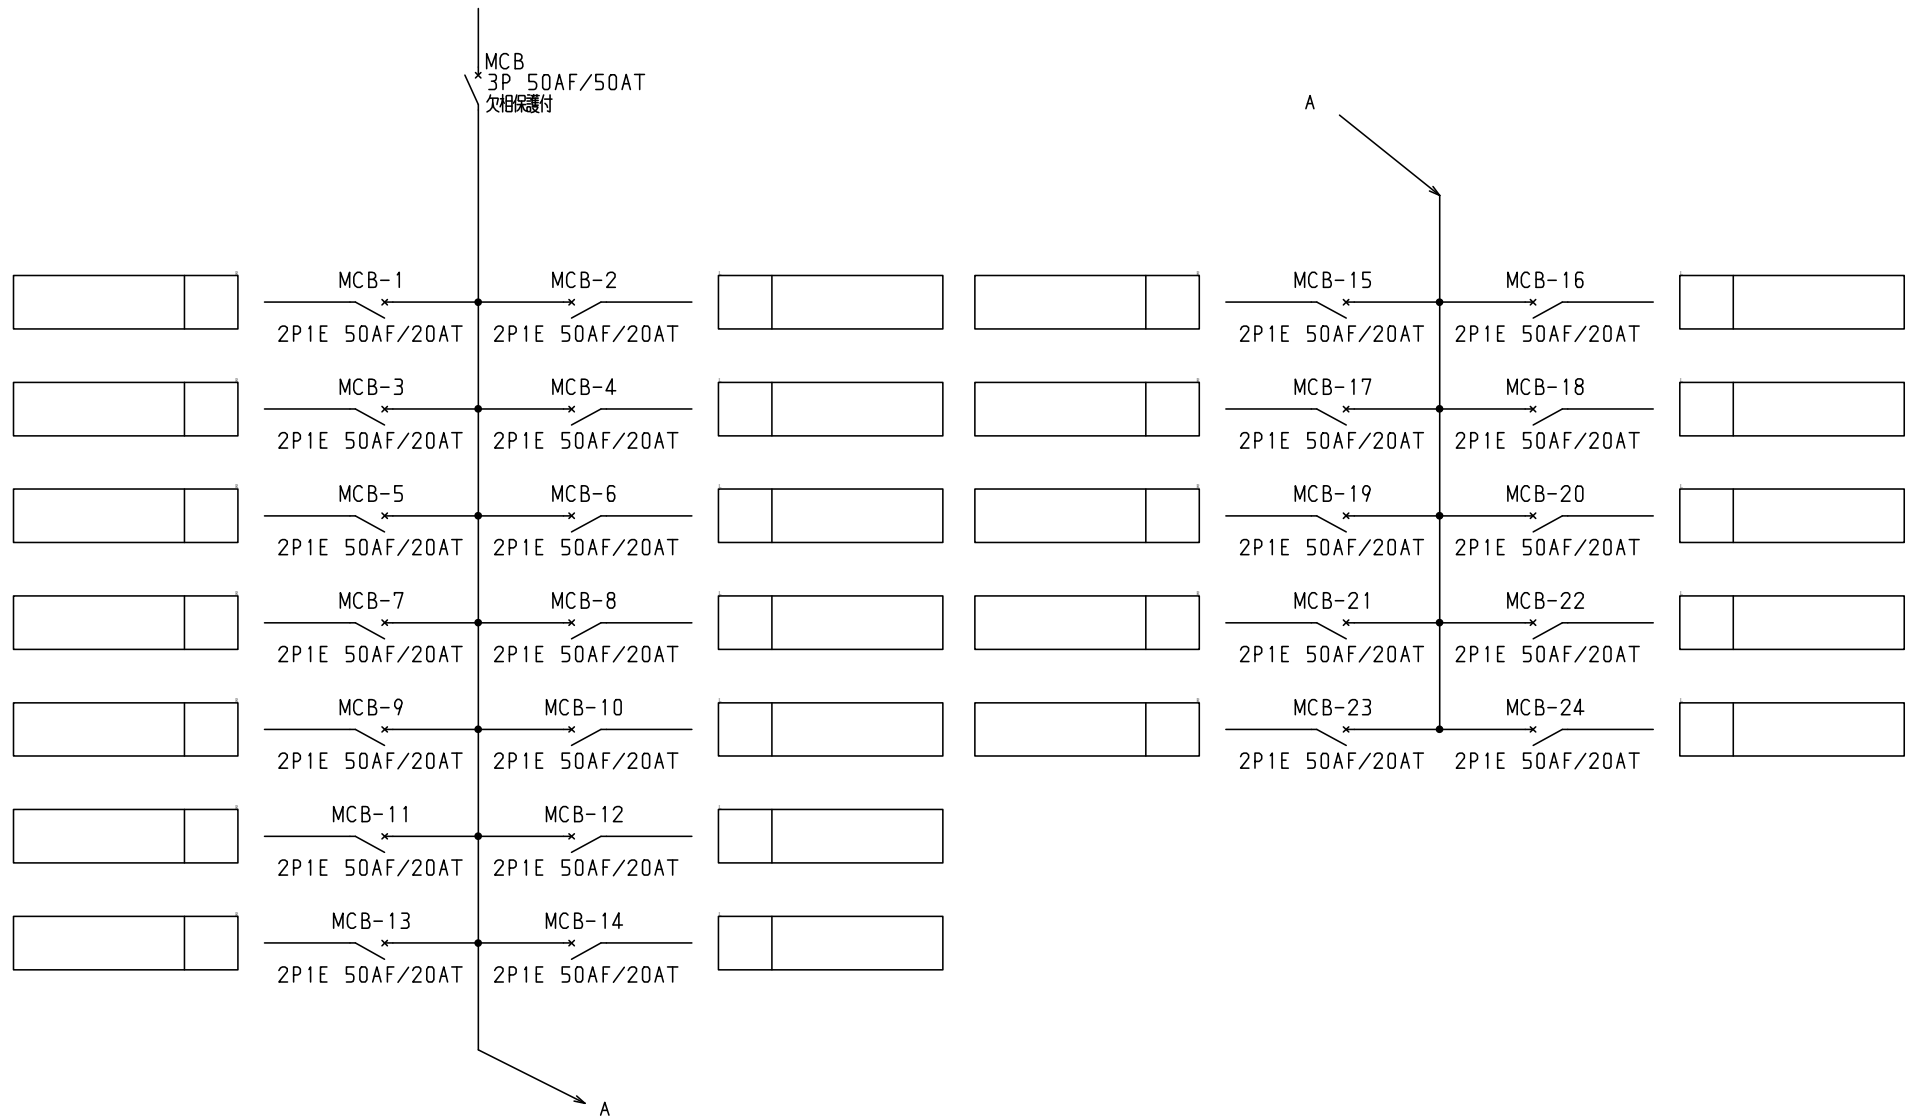 MCB
3P 50AF/50AT
欠相保護付
A
MCB-1 MCB-2 MCB-15 MCB-16
2P1E 50AF/20AT 2P1E 50AF/20AT 2P1E 50AF/20AT 2P1E 50AF/20AT
MCB-3 MCB-4 MCB-17 MCB-18
2P1E 50AF/20AT 2P1E 50AF/20AT 2P1E 50AF/20AT 2P1E 50AF/20AT
MCB-5 MCB-6 MCB-19 MCB-20
2P1E 50AF/20AT 2P1E 50AF/20AT 2P1E 50AF/20AT 2P1E 50AF/20AT
MCB-7 MCB-8 MCB-21 MCB-22
2P1E 50AF/20AT 2P1E 50AF/20AT 2P1E 50AF/20AT 2P1E 50AF/20AT
MCB-9 MCB-10 MCB-23 MCB-24
2P1E 50AF/20AT 2P1E 50AF/20AT 2P1E 50AF/20AT 2P1E 50AF/20AT
MCB-11 MCB-12
2P1E 50AF/20AT 2P1E 50AF/20AT
MCB-13 MCB-14
2P1E 50AF/20AT 2P1E 50AF/20AT
A